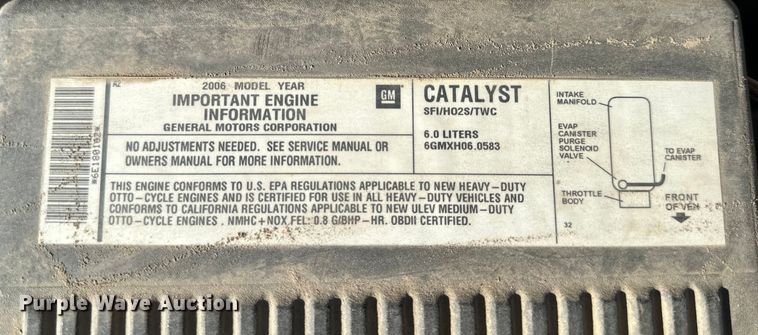 *6E1801A2W*
AZ
2006 MODEL YEAR
IMPORTANT ENGINE
INFORMATION
GENERAL MOTORS CORPORATION
GM
NO ADJUSTMENTS NEEDED. SEE SERVICE MANUAL OR
OWNERS MANUAL FOR MORE INFORMATION.
CATALYST
SFI/HO2S/TWC
6.0 LITERS
6GMXH06.0583
THIS ENGINE CONFORMS TO U.S. EPA REGULATIONS APPLICABLE TO NEW HEAVY-DUTY
OTTO-CYCLE ENGINES AND IS CERTIFIED FOR USE IN ALL HEAVY-DUTY VEHICLES AND
CONFORMS TO CALIFORNIA REGULATIONS APPLICABLE TO NEW ULEV MEDIUM-DUTY
OTTO-CYCLE ENGINES . NMHC+NOX FEL: 0.8 G/BHP-HR. OBDII CERTIFIED.
INTAKE
MANIFOLD
EVAP
CANISTER
PURGE
SOLENOID
VALVE
TO EVAP
CANISTER
THROTTLE
BODY
FRONT
OF VEH
32
Purple Wave Auction